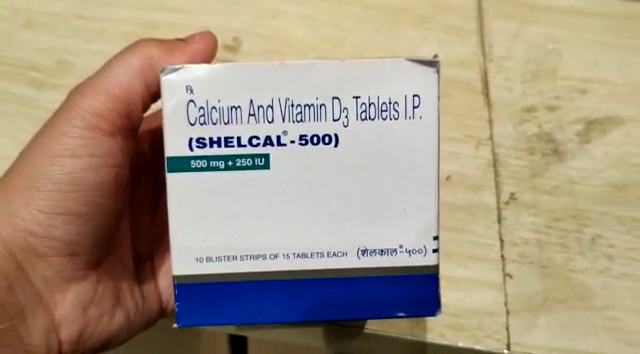 Rx
Calcium And Vitamin D3 Tablets I.P.
(SHELCAL®-500)
500 mg + 250 IU
10 BLISTER STRIPS OF 15 TABLETS EACH (शेलकाल®-५००)